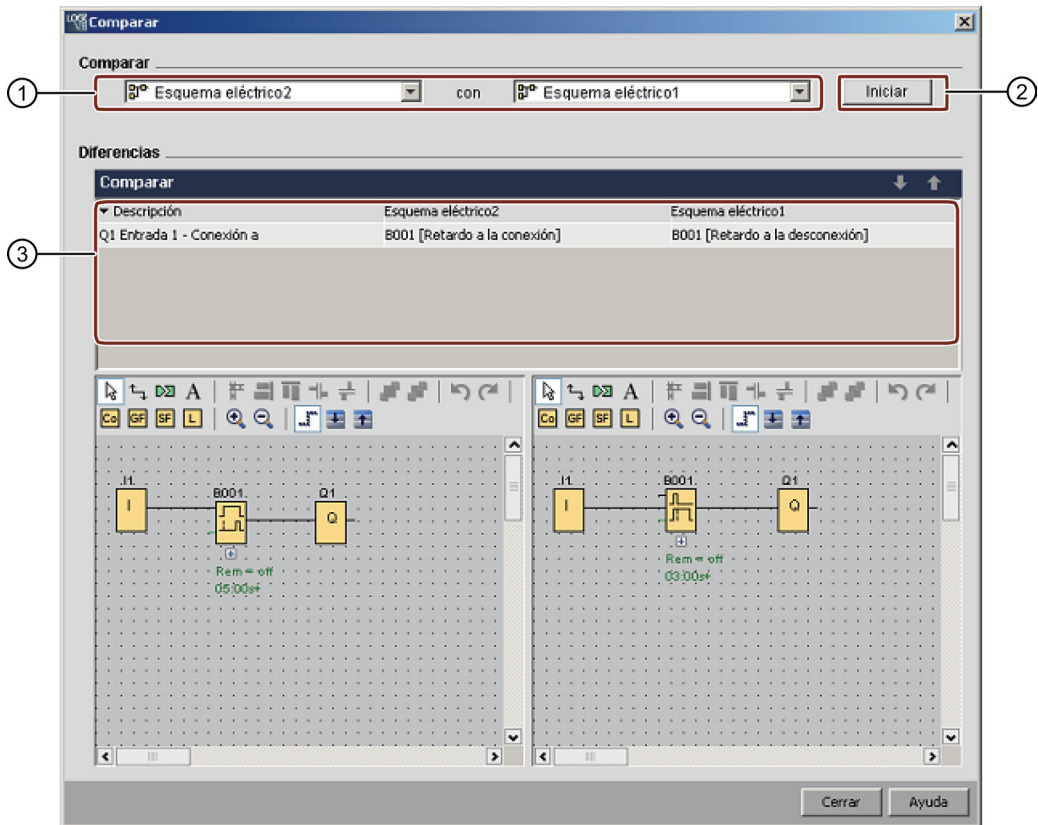 Comparar
Comparar
① Esquema eléctrico2 con Esquema eléctrico1 Iniciar ②
Diferencias
Comparar
Descripción Esquema eléctrico2 Esquema eléctrico1
Q1 Entrada 1 - Conexión a B001 [Retardo a la conexión] B001 [Retardo a la desconexión]
③
A
Co GF SF L
I1 B001 Q1
I Q
Rem = off
05:00s+
A
Co GF SF L
I1 B001 Q1
I Q
Rem = off
03:00s+
Cerrar Ayuda